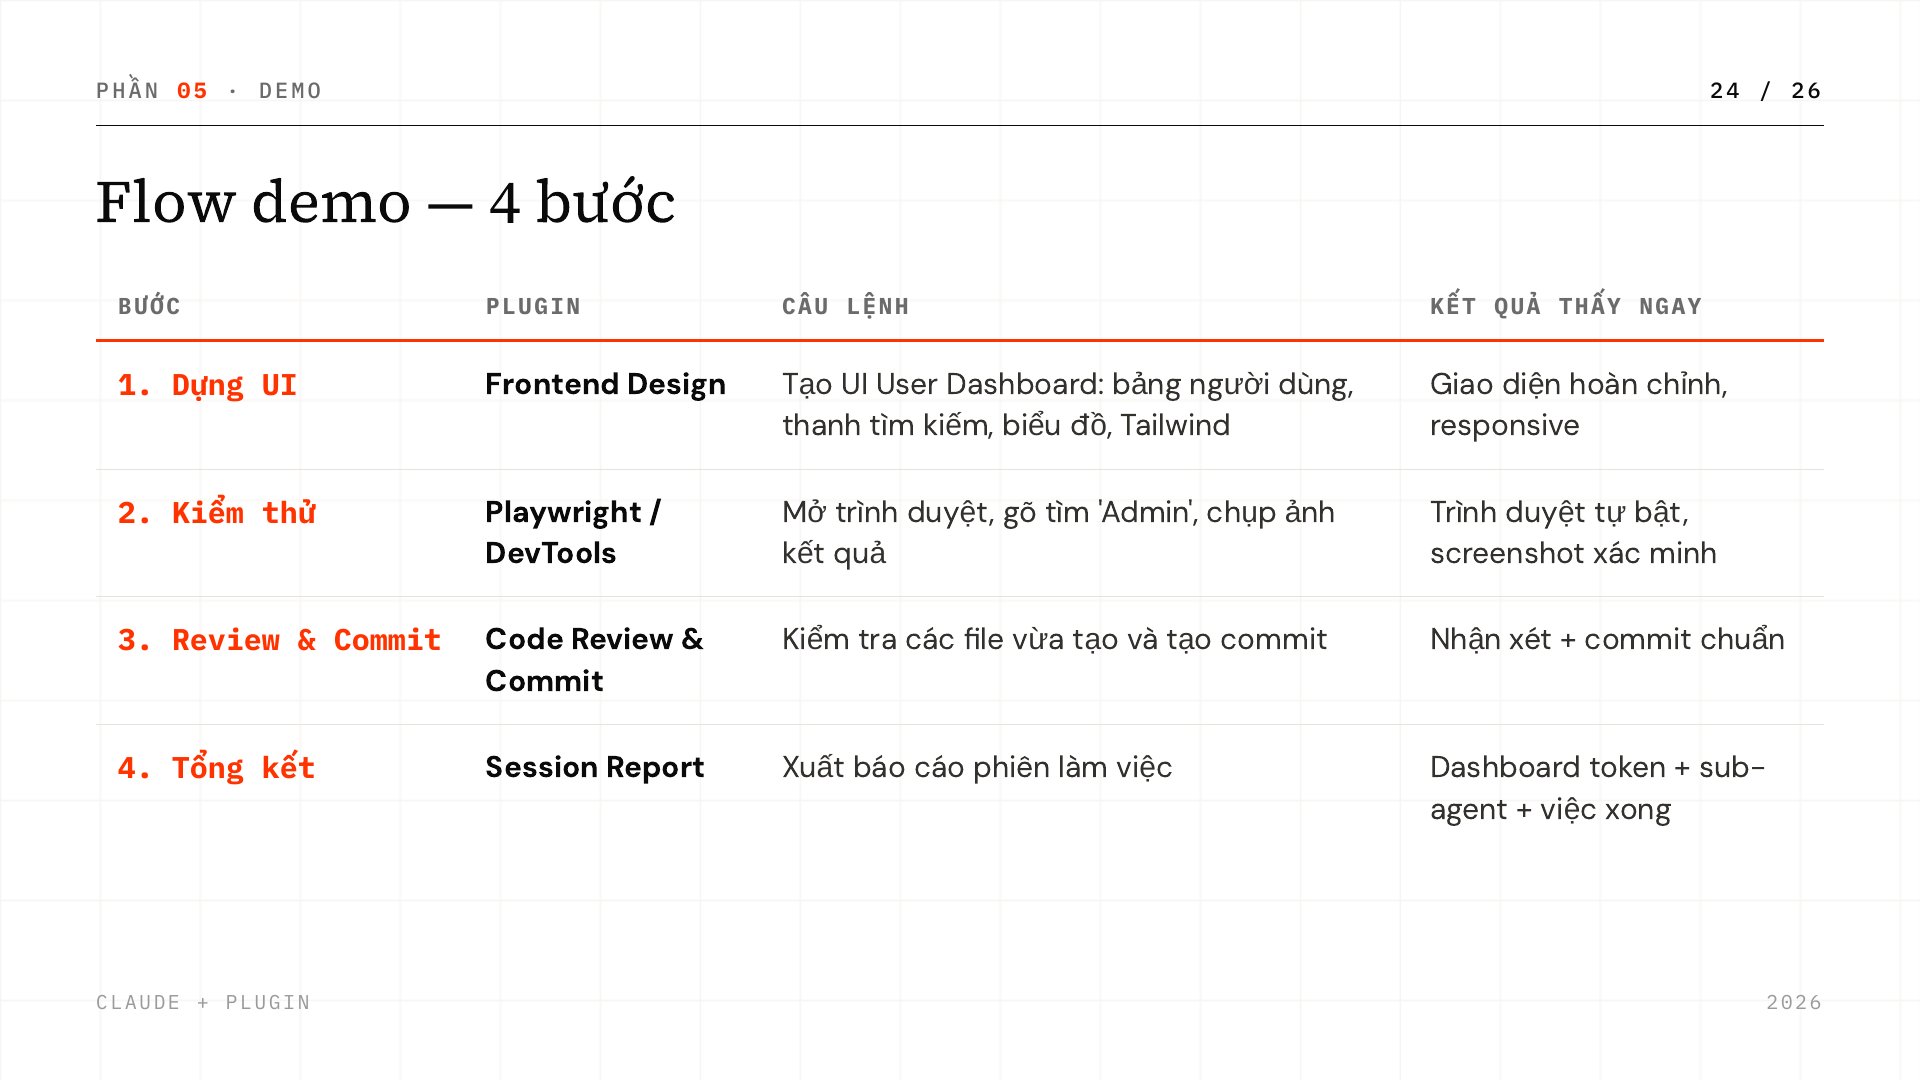 PHẦN 05 · DEMO
24 / 26
Flow demo — 4 bước
BƯỚC
PLUGIN
CÂU LỆNH
KẾT QUẢ THẤY NGAY
1. Dựng UI
Frontend Design
Tạo UI User Dashboard: bảng người dùng,
thanh tìm kiếm, biểu đồ, Tailwind
Giao diện hoàn chỉnh,
responsive
2. Kiểm thử
Playwright /
DevTools
Mở trình duyệt, gõ tìm 'Admin', chụp ảnh
kết quả
Trình duyệt tự bật,
screenshot xác minh
3. Review & Commit
Code Review &
Commit
Kiểm tra các file vừa tạo và tạo commit
Nhận xét + commit chuẩn
4. Tổng kết
Session Report
Xuất báo cáo phiên làm việc
Dashboard token + sub-
agent + việc xong
CLAUDE + PLUGIN
2026